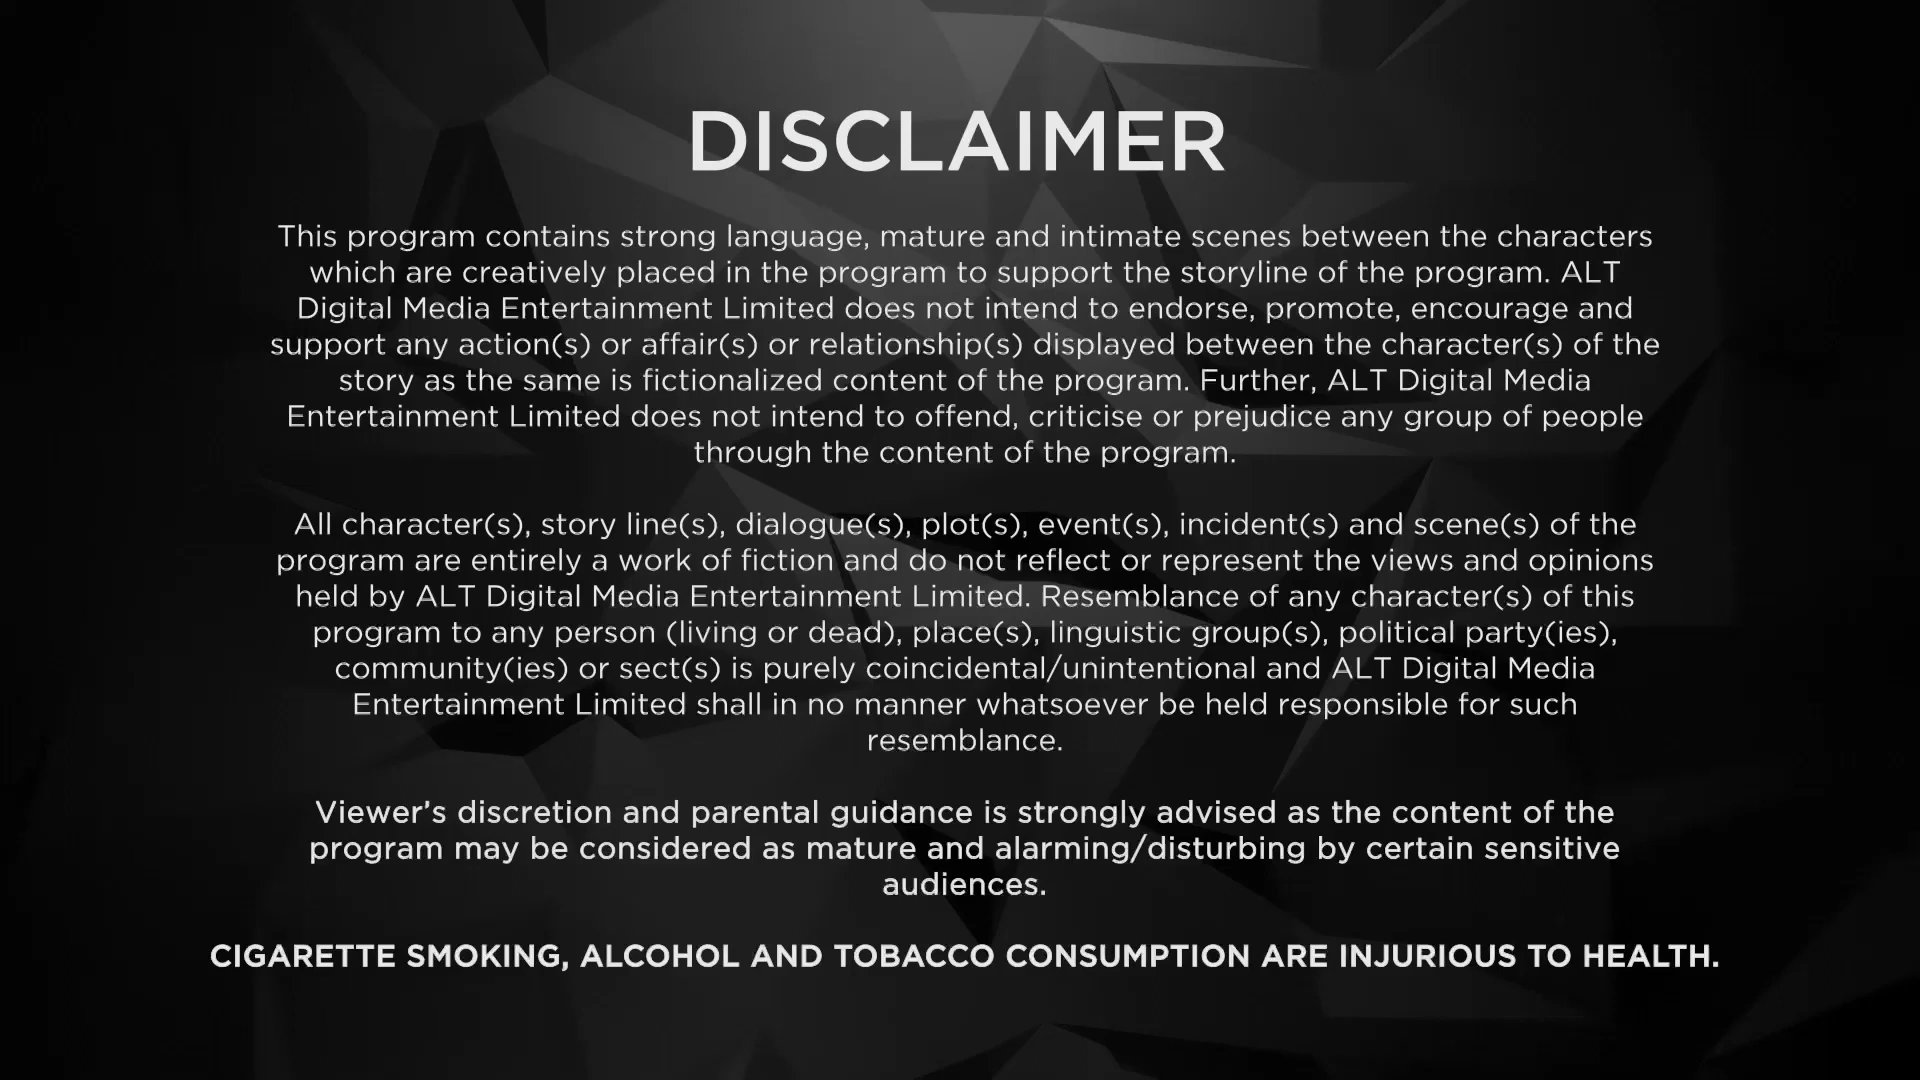 DISCLAIMER
This program contains strong language, mature and intimate scenes between the characters
which are creatively placed in the program to support the storyline of the program. ALT
Digital Media Entertainment Limited does not intend to endorse, promote, encourage and
support any action(s) or affair(s) or relationship(s) displayed between the character(s) of the
story as the same is fictionalized content of the program. Further, ALT Digital Media
Entertainment Limited does not intend to offend, criticise or prejudice any group of people
through the content of the program.
All character(s), story line(s), dialogue(s), plot(s), event(s), incident(s) and scene(s) of the
program are entirely a work of fiction and do not reflect or represent the views and opinions
held by ALT Digital Media Entertainment Limited. Resemblance of any character(s) of this
program to any person (living or dead), place(s), linguistic group(s), political party(ies),
community(ies) or sect(s) is purely coincidental/unintentional and ALT Digital Media
Entertainment Limited shall in no manner whatsoever be held responsible for such
resemblance.
Viewer’s discretion and parental guidance is strongly advised as the content of the
program may be considered as mature and alarming/disturbing by certain sensitive
audiences.
CIGARETTE SMOKING, ALCOHOL AND TOBACCO CONSUMPTION ARE INJURIOUS TO HEALTH.